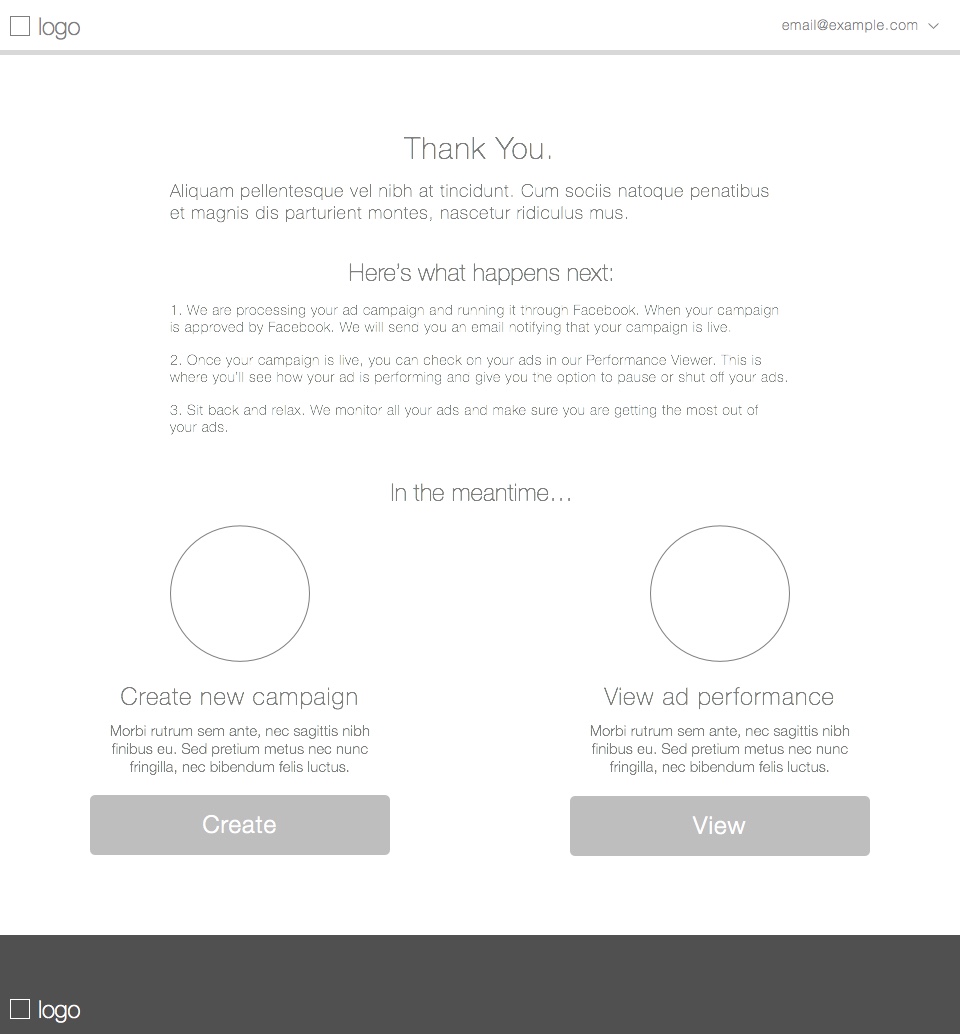 logo
email@example.com
Thank You.
Aliquam pellentesque vel nibh at tincidunt. Cum sociis natoque penatibus
et magnis dis parturient montes, nascetur ridiculus mus.
Here's what happens next:
1. We are processing your ad campaign and running it through Facebook. When your campaign
is approved by Facebook. We will send you an email notifying that your campaign is live.
2. Once your campaign is live, you can check on your ads in our Performance Viewer. This is
where you'll see how your ad is performing and give you the option to pause or shut off your ads.
3. Sit back and relax. We monitor all your ads and make sure you are getting the most out of
your ads.
In the meantime...
Create new campaign
Morbi rutrum sem ante, nec sagittis nibh
finibus eu. Sed pretium metus nec nunc
fringilla, nec bibendum felis luctus.
Create
View ad performance
Morbi rutrum sem ante, nec sagittis nibh
finibus eu. Sed pretium metus nec nunc
fringilla, nec bibendum felis luctus.
View
logo